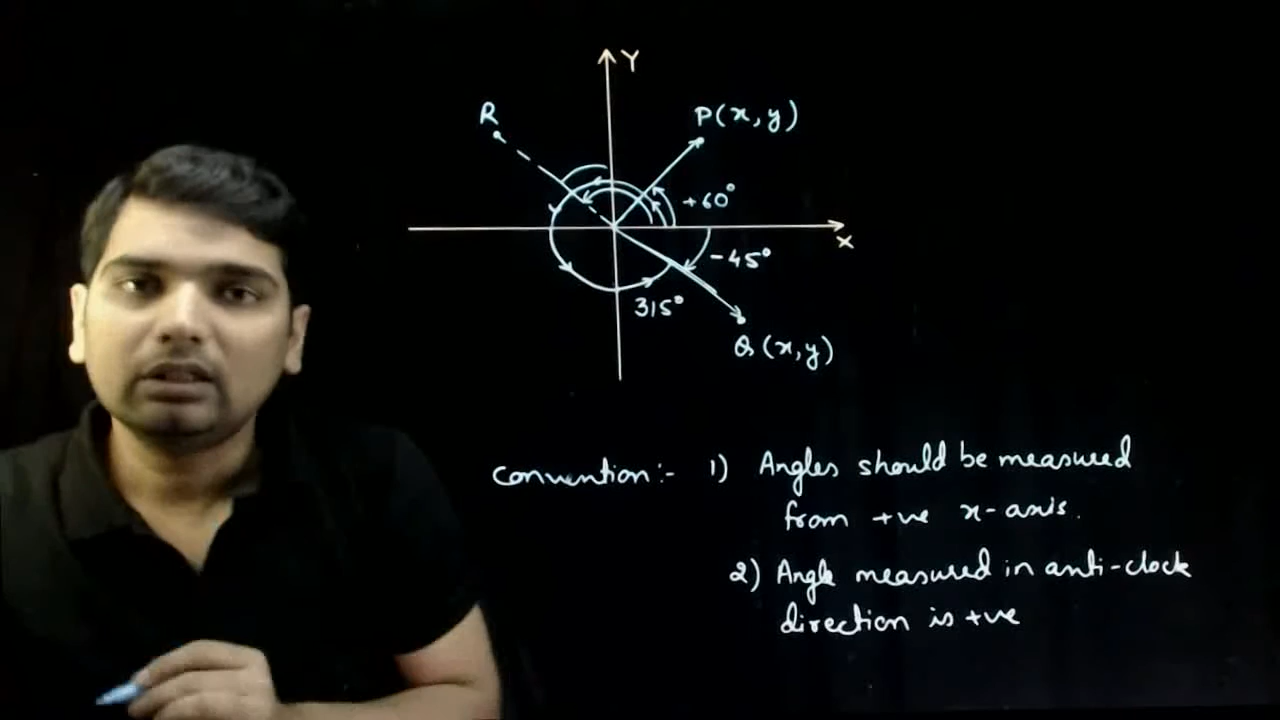 Y
R
P(x,y)
+60°
X
-45°
315°
Q(x,y)
Convention:- 1) Angles should be measured
from +ve x-axis.
2) Angle measured in anti-clock
direction is +ve